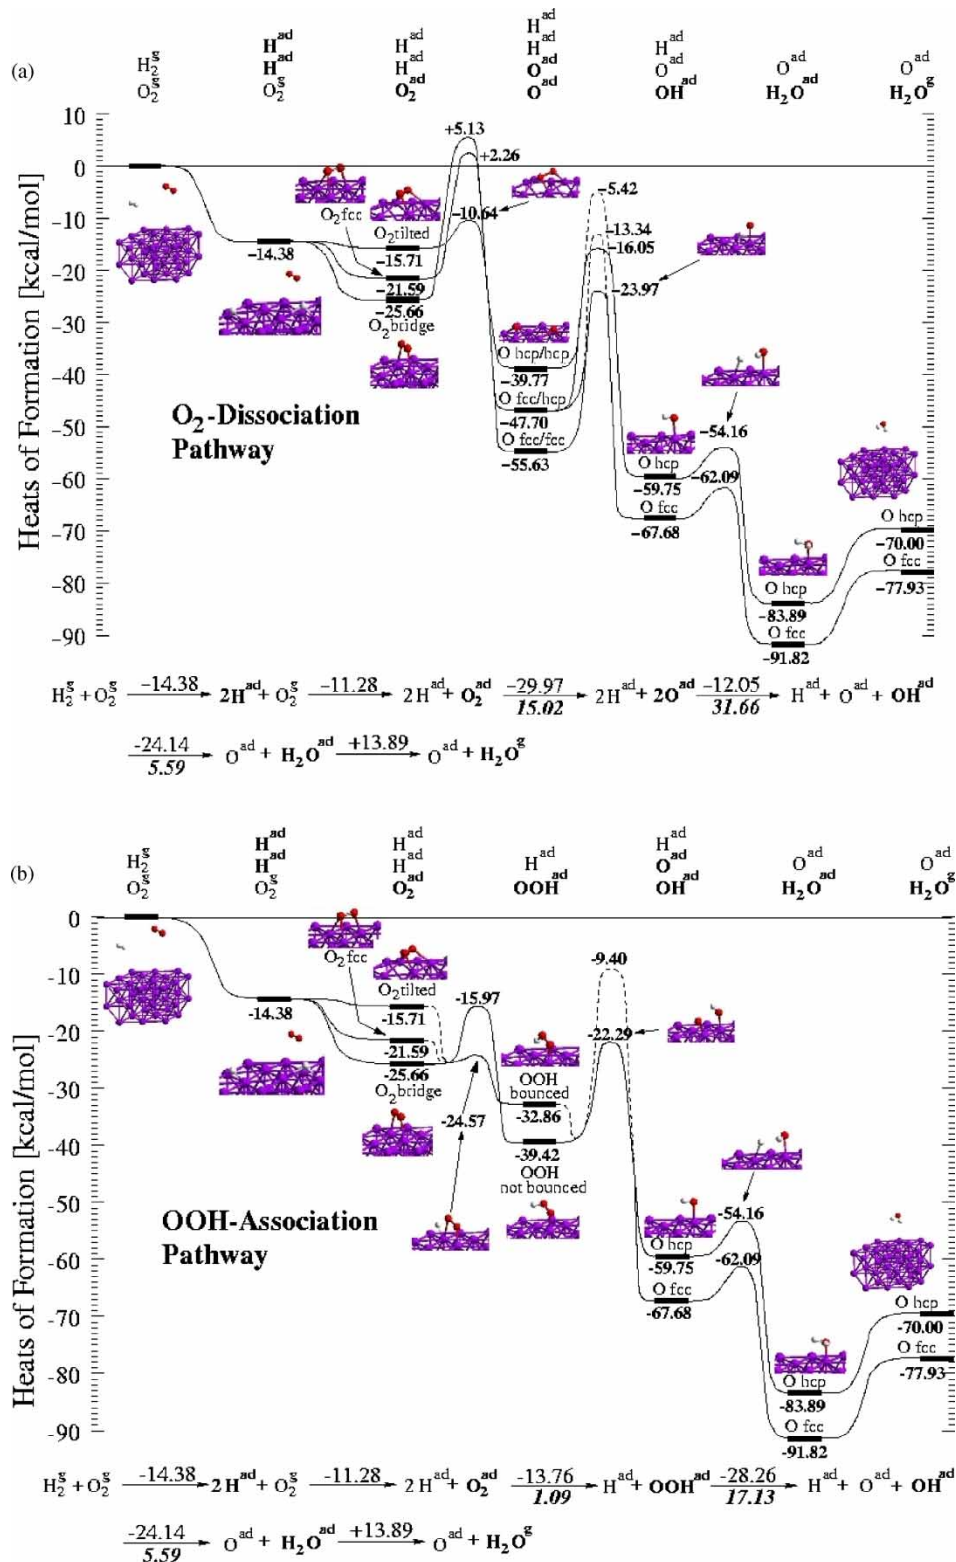 (a)
H₂ᵍ
O₂ᵍ
Hᵃᵈ
Hᵃᵈ
O₂ᵍ
Hᵃᵈ
Hᵃᵈ
O₂ᵃᵈ
Hᵃᵈ
Hᵃᵈ
Oᵃᵈ
Oᵃᵈ
Hᵃᵈ
Oᵃᵈ
OHᵃᵈ
Oᵃᵈ
H₂Oᵃᵈ
Oᵃᵈ
H₂Oᵍ
Heats of Formation [kcal/mol]
10
0
-10
-20
-30
-40
-50
-60
-70
-80
-90
−14.38
O₂fcc
O₂tilted
−15.71
−21.59
−25.66
O₂bridge
+5.13
+2.26
−10.64
O hcp/hcp
−39.77
O fcc/hcp
−47.70
O fcc/fcc
−55.63
−5.42
−13.34
−16.05
−23.97
O hcp
−59.75
O fcc
−67.68
−54.16
−62.09
O hcp
−83.89
O fcc
−91.82
O hcp
−70.00
O fcc
−77.93
O₂-Dissociation
Pathway
H₂ᵍ + O₂ᵍ −14.38 2Hᵃᵈ + O₂ᵍ −11.28 2Hᵃᵈ + O₂ᵃᵈ −29.97 15.02 2Hᵃᵈ + 2Oᵃᵈ −12.05 31.66 Hᵃᵈ + Oᵃᵈ + OHᵃᵈ
-24.14 5.59 Oᵃᵈ + H₂Oᵃᵈ +13.89 Oᵃᵈ + H₂Oᵍ
(b)
H₂ᵍ
O₂ᵍ
Hᵃᵈ
Hᵃᵈ
O₂ᵍ
Hᵃᵈ
Hᵃᵈ
O₂ᵃᵈ
Hᵃᵈ
OOHᵃᵈ
Hᵃᵈ
Oᵃᵈ
OHᵃᵈ
Oᵃᵈ
H₂Oᵃᵈ
Oᵃᵈ
H₂Oᵍ
Heats of Formation [kcal/mol]
0
-10
-20
-30
-40
-50
-60
-70
-80
-90
-14.38
O₂fcc
O₂tilted
-15.71
-21.59
-25.66
O₂bridge
-15.97
-24.57
OOH
bounced
-32.86
-39.42
OOH
not bounced
-9.40
-22.29
O hcp
-59.75
O fcc
-67.68
-54.16
-62.09
O hcp
-83.89
O fcc
-91.82
O hcp
-70.00
O fcc
-77.93
OOH-Association
Pathway
H₂ᵍ + O₂ᵍ -14.38 2Hᵃᵈ + O₂ᵍ -11.28 2Hᵃᵈ + O₂ᵃᵈ -13.76 1.09 Hᵃᵈ + OOHᵃᵈ -28.26 17.13 Hᵃᵈ + Oᵃᵈ + OHᵃᵈ
-24.14 5.59 Oᵃᵈ + H₂Oᵃᵈ +13.89 Oᵃᵈ + H₂Oᵍ